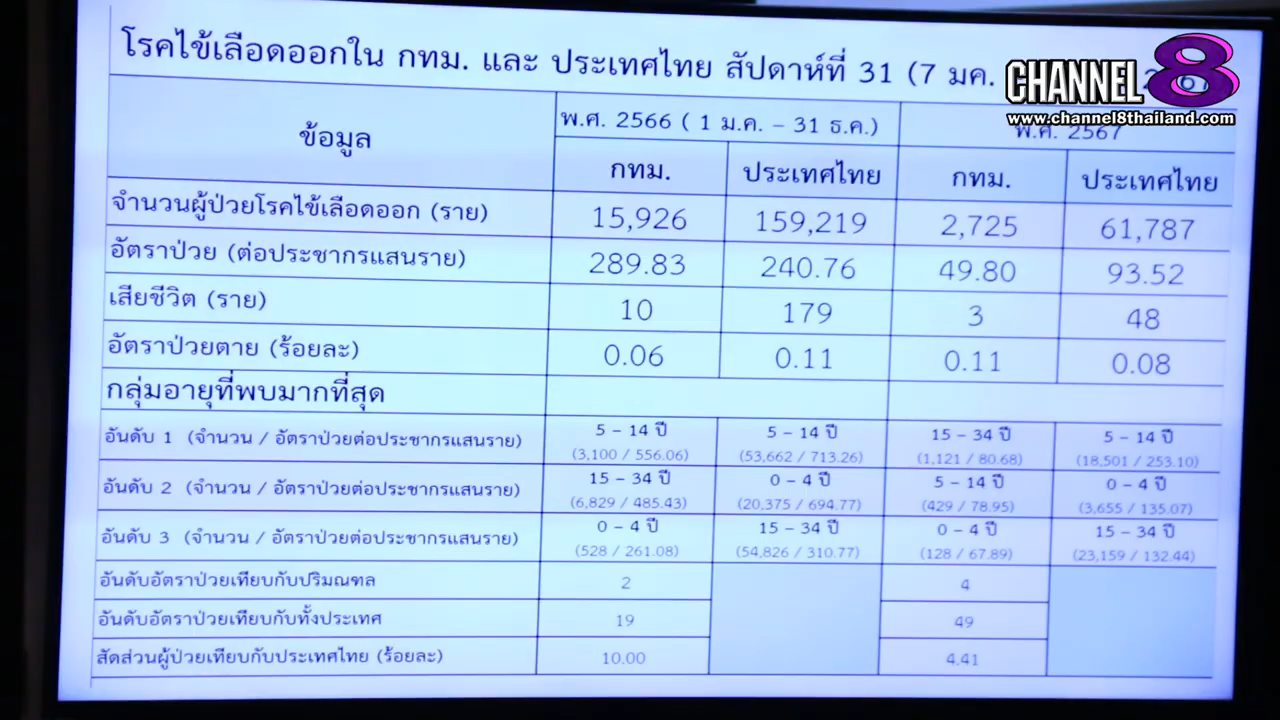 โรคไข้เลือดออกใน กทม. และ ประเทศไทย สัปดาห์ที่ 31 (7 มค.
CHANNEL 8
www.channel8thailand.com
ข้อมูล
พ.ศ. 2566 ( 1 ม.ค. – 31 ธ.ค.)
พ.ศ. 2567
กทม. ประเทศไทย กทม. ประเทศไทย
จำนวนผู้ป่วยโรคไข้เลือดออก (ราย) 15,926 159,219 2,725 61,787
อัตราป่วย (ต่อประชากรแสนราย) 289.83 240.76 49.80 93.52
เสียชีวิต (ราย) 10 179 3 48
อัตราป่วยตาย (ร้อยละ) 0.06 0.11 0.11 0.08
กลุ่มอายุที่พบมากที่สุด
อันดับ 1 (จำนวน / อัตราป่วยต่อประชากรแสนราย) 5 – 14 ปี 5 – 14 ปี 15 – 34 ปี 5 – 14 ปี
(3,100 / 556.06) (53,662 / 713.26) (1,121 / 80.68) (18,501 / 253.10)
อันดับ 2 (จำนวน / อัตราป่วยต่อประชากรแสนราย) 15 – 34 ปี 0 – 4 ปี 5 – 14 ปี 0 – 4 ปี
(6,829 / 485.43) (20,375 / 694.77) (429 / 78.95) (3,655 / 135.07)
อันดับ 3 (จำนวน / อัตราป่วยต่อประชากรแสนราย) 0 – 4 ปี 15 – 34 ปี 0 – 4 ปี 15 – 34 ปี
(528 / 261.08) (54,826 / 310.77) (128 / 67.89) (23,159 / 132.44)
อันดับอัตราป่วยเทียบกับปริมณฑล 2 4
อันดับอัตราป่วยเทียบกับทั้งประเทศ 19 49
สัดส่วนผู้ป่วยเทียบกับประเทศไทย (ร้อยละ) 10.00 4.41